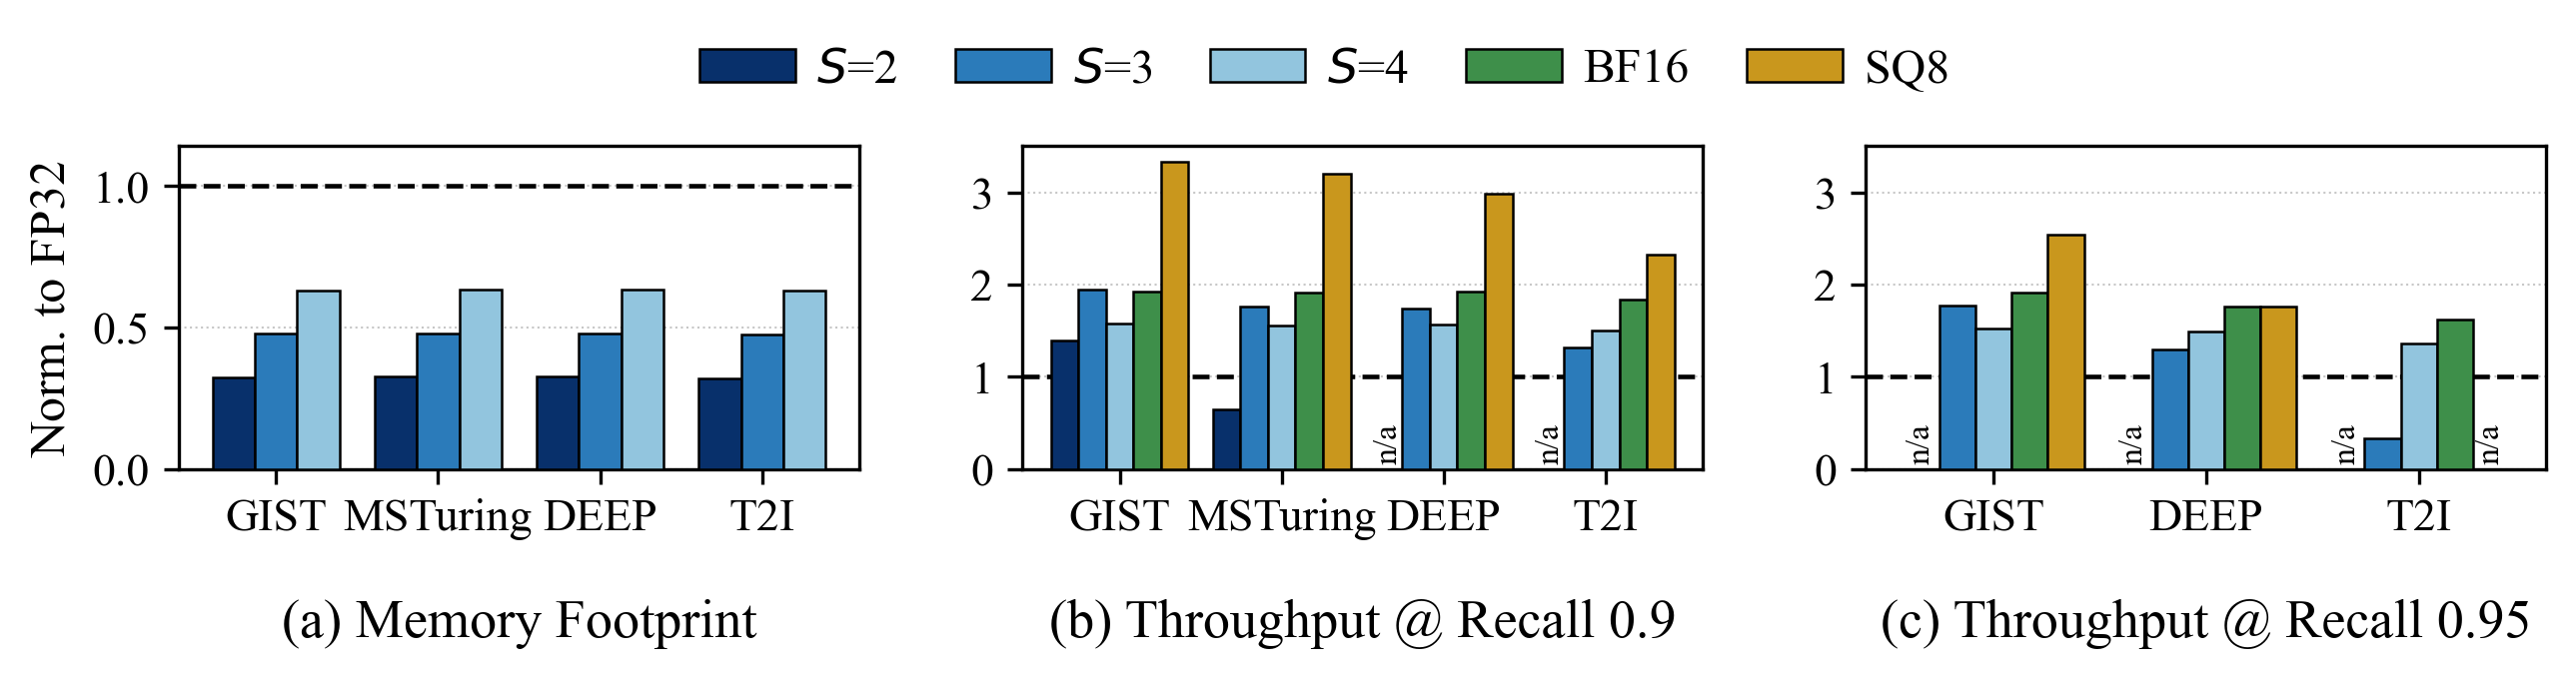 S=2 S=3 S=4 BF16 SQ8
Norm. to FP32
1.0
0.5
0.0
GIST MSTuring DEEP T2I
(a) Memory Footprint
3
2
1
0
n/a n/a
GIST MSTuring DEEP T2I
(b) Throughput @ Recall 0.9
3
2
1
0
n/a n/a n/a n/a
GIST DEEP T2I
(c) Throughput @ Recall 0.95